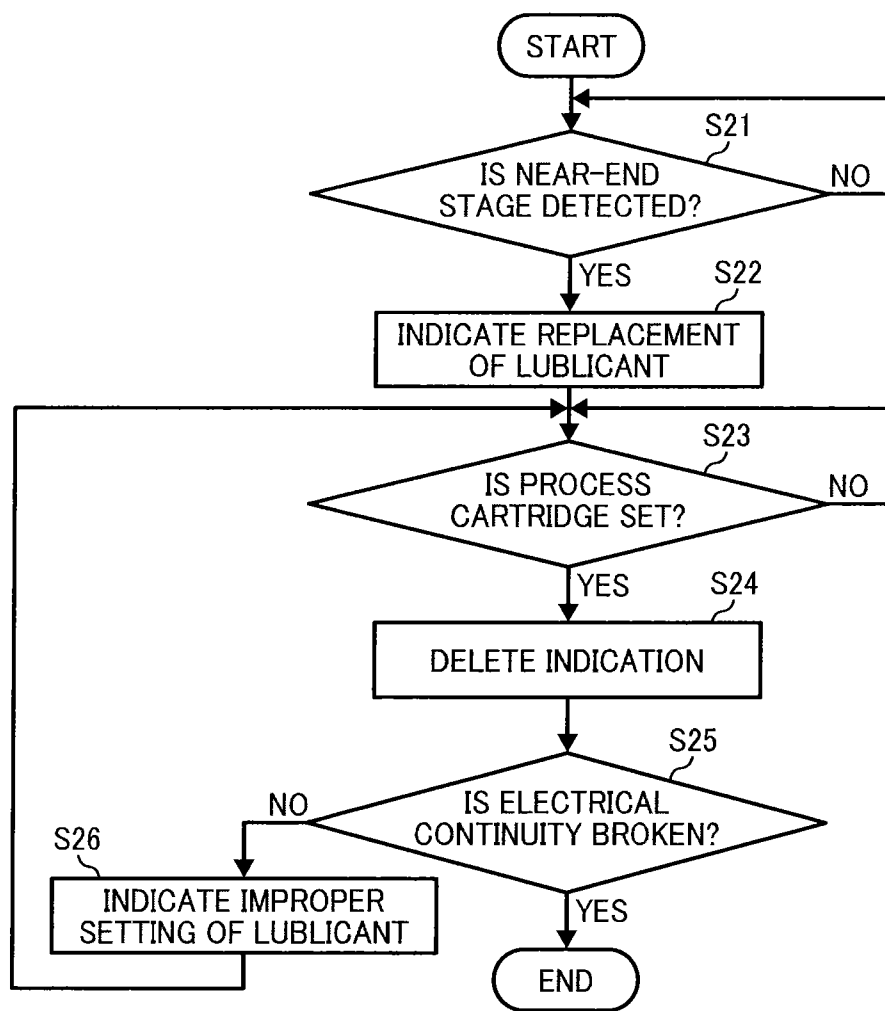 START
S21
IS NEAR-END
STAGE DETECTED?
NO
YES
S22
INDICATE REPLACEMENT
OF LUBLICANT
S23
IS PROCESS
CARTRIDGE SET?
NO
YES
S24
DELETE INDICATION
S25
IS ELECTRICAL
CONTINUITY BROKEN?
NO
S26
INDICATE IMPROPER
SETTING OF LUBLICANT
YES
END